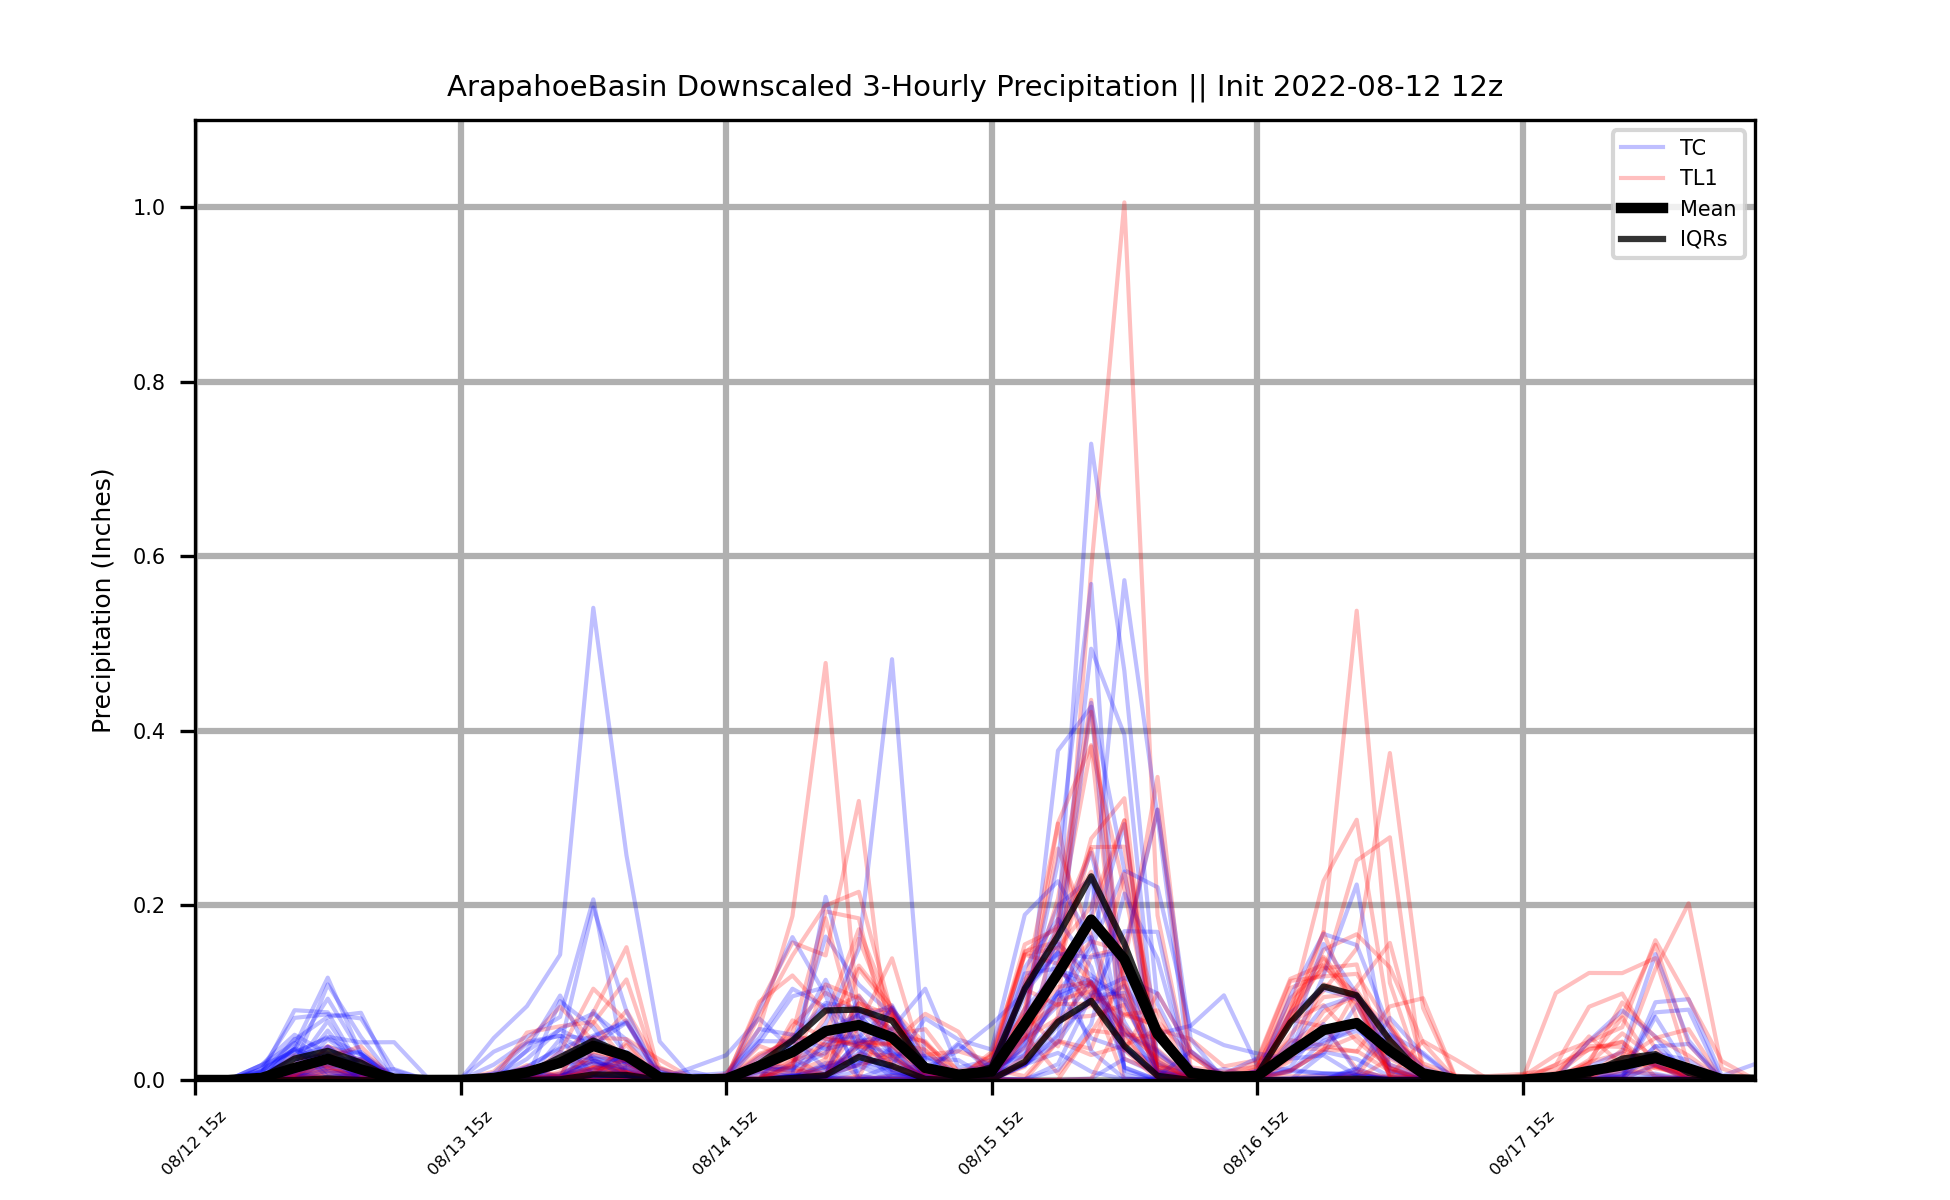 ArapahoeBasin Downscaled 3-Hourly Precipitation || Init 2022-08-12 12z
TC
TL1
Mean
IQRs
Precipitation (Inches)
1.0
0.8
0.6
0.4
0.2
0.0
08/12 15z
08/13 15z
08/14 15z
08/15 15z
08/16 15z
08/17 15z